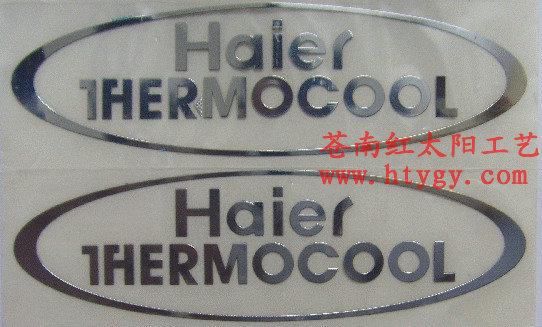 Haier
THERMOCOOL
苍南红太阳工艺
www.htygy.com
Haier
THERMOCOOL